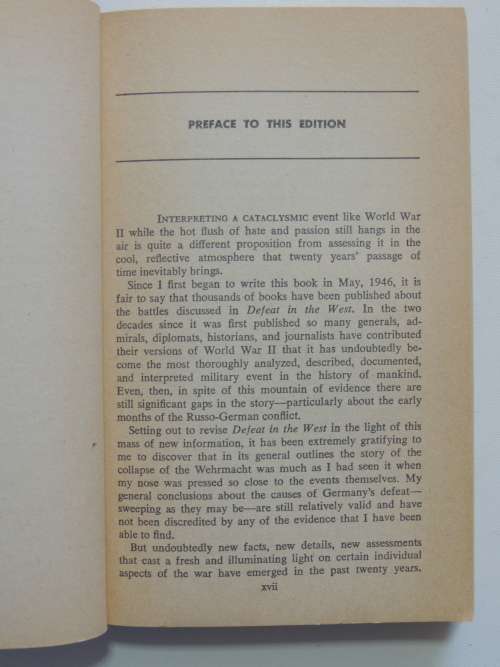 PREFACE TO THIS EDITION
INTERPRETING A CATACLYSMIC event like World War
II while the hot flush of hate and passion still hangs in the
air is quite a different proposition from assessing it in the
cool, reflective atmosphere that twenty years' passage of
time inevitably brings.
Since I first began to write this book in May, 1946, it is
fair to say that thousands of books have been published about
the battles discussed in Defeat in the West. In the two
decades since it was first published so many generals, ad-
mirals, diplomats, historians, and journalists have contributed
their versions of World War II that it has undoubtedly be-
come the most thoroughly analyzed, described, documented,
and interpreted military event in the history of mankind.
Even, then, in spite of this mountain of evidence there are
still significant gaps in the story—particularly about the early
months of the Russo-German conflict.
Setting out to revise Defeat in the West in the light of this
mass of new information, it has been extremely gratifying to
me to discover that in its general outlines the story of the
collapse of the Wehrmacht was much as I had seen it when
my nose was pressed so close to the events themselves. My
general conclusions about the causes of Germany's defeat—
sweeping as they may be—are still relatively valid and have
not been discredited by any of the evidence that I have been
able to find.
But undoubtedly new facts, new details, new assessments
that cast a fresh and illuminating light on certain individual
aspects of the war have emerged in the past twenty years.
xvii